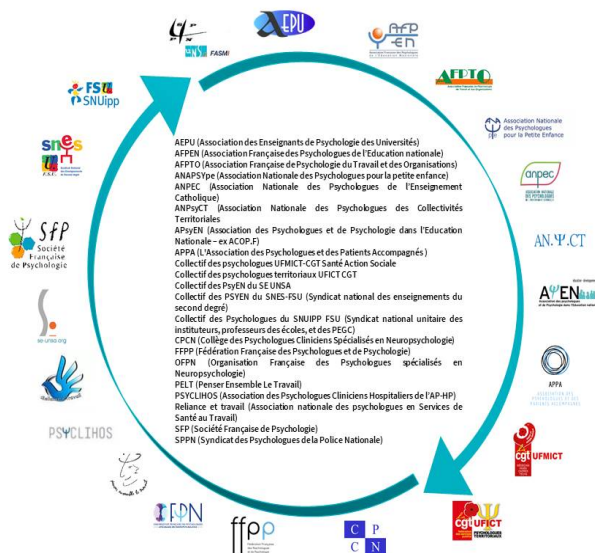 AEPU
FASMI
UNSA
AFP
EN
AFPTO
FSU
SNUipp
Association Nationale
des Psychologues
pour la Petite Enfance
snes
F.S.U.
anpec
AEPU (Association des Enseignants de Psychologie des Universités)
AFPEN (Association Française des Psychologues de l'Education nationale)
AFPTO (Association Française de Psychologie du Travail et des Organisations)
ANAPSYpe (Association Nationale des Psychologues pour la petite enfance)
ANPEC (Association Nationale des Psychologues de l'Enseignement
Catholique)
ANPsyCT (Association Nationale des Psychologues des Collectivités
Territoriales
APsyEN (Association des Psychologues et de Psychologie dans l'Education
Nationale – ex ACOP.F)
APPA (L'Association des Psychologues et des Patients Accompagnés )
Collectif des psychologues UFMICT-CGT Santé Action Sociale
Collectif des psychologues territoriaux UFICT CGT
Collectif des PsyEN du SE UNSA
Collectif des PSYEN du SNES-FSU (Syndicat national des enseignements du
second degré)
Collectif des Psychologues du SNUIPP FSU (Syndicat national unitaire des
instituteurs, professeurs des écoles, et des PEGC)
CPCN (Collège des Psychologues Cliniciens Spécialisés en Neuropsychologie)
FFPP (Fédération Française des Psychologues et de Psychologie)
OFPN (Organisation Française des Psychologues spécialisés en
Neuropsychologie)
PELT (Penser Ensemble Le Travail)
PSYCLIHOS (Association des Psychologues Cliniciens Hospitaliers de l'AP-HP)
Reliance et travail (Association nationale des psychologues en Services de
Santé au Travail)
SFP (Société Française de Psychologie)
SPPN (Syndicat des Psychologues de la Police Nationale)
SFP
Société
Française
de Psychologie
AN.Ψ.CT
AΨEN
se-unsa.org
APPA
ASSOCIATION DES
PSYCHOLOGUES ET DES
PATIENTS ACCOMPAGNÉS
PSYCLIHOS
cgt UFMICT
OFPN
ffpp
C P
C N
cgt UFICT
PSYCHOLOGUES
TERRITORIAUX